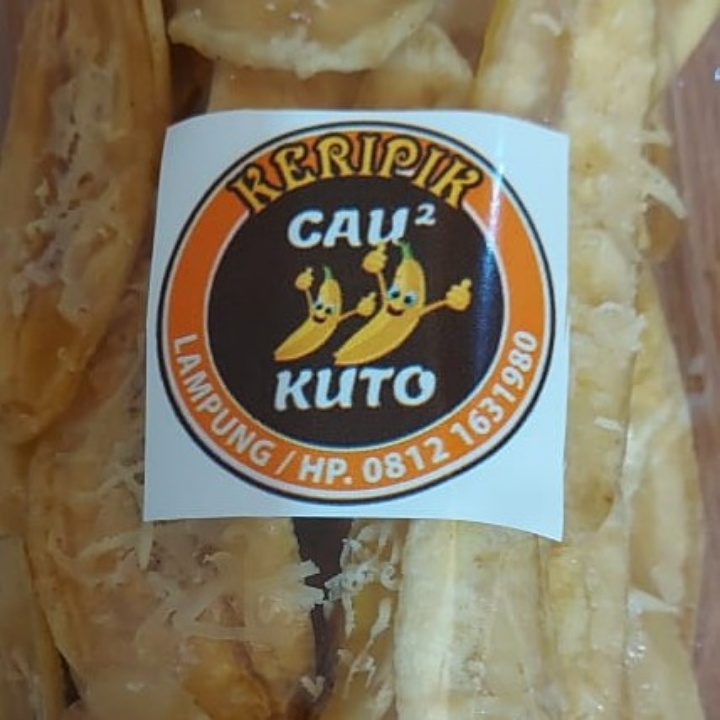 KERIPIK
CAU²
KUTO
LAMPUNG / HP. 0812 1631980